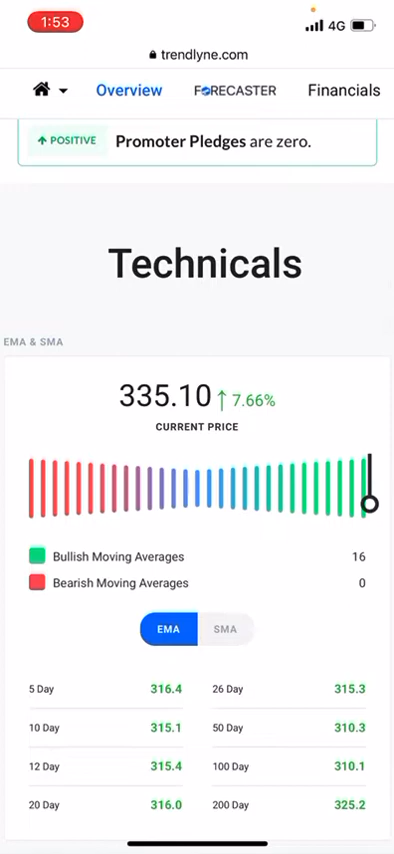 1:53
4G
trendlyne.com
Overview
FORECASTER
Financials
POSITIVE
Promoter Pledges are zero.
Technicals
EMA & SMA
335.10 ↑ 7.66%
CURRENT PRICE
Bullish Moving Averages 16
Bearish Moving Averages 0
EMA SMA
5 Day 316.4 26 Day 315.3
10 Day 315.1 50 Day 310.3
12 Day 315.4 100 Day 310.1
20 Day 316.0 200 Day 325.2